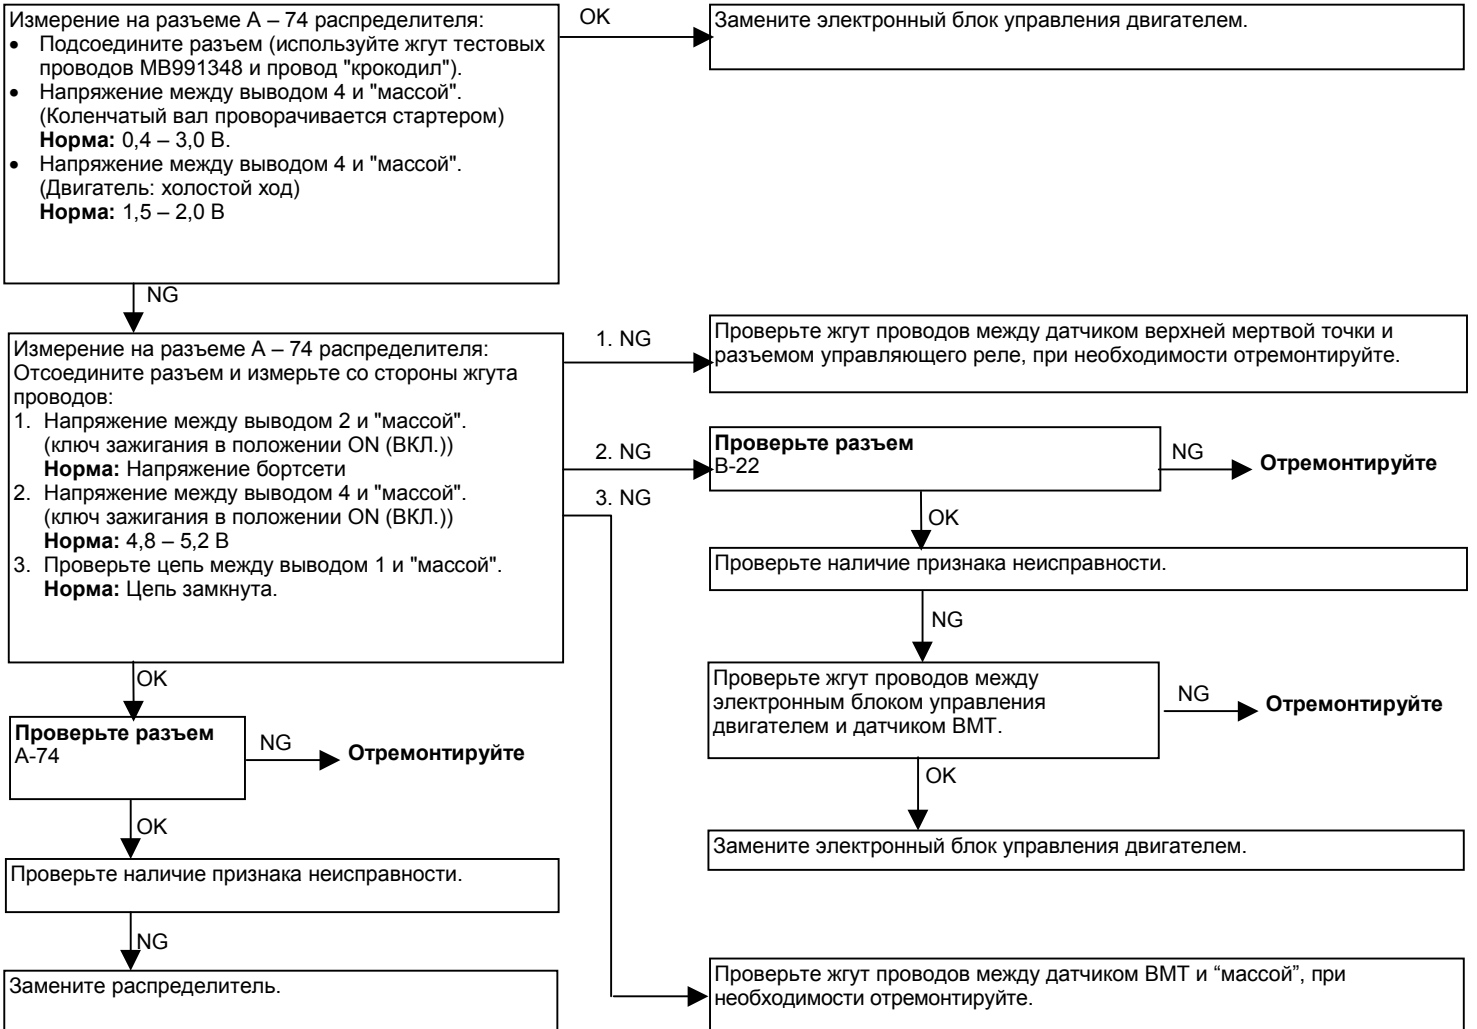 Измерение на разъеме А – 74 распределителя:
• Подсоедините разъем (используйте жгут тестовых
проводов МВ991348 и провод "крокодил").
• Напряжение между выводом 4 и "массой".
(Коленчатый вал проворачивается стартером)
Норма: 0,4 – 3,0 В.
• Напряжение между выводом 4 и "массой".
(Двигатель: холостой ход)
Норма: 1,5 – 2,0 В
OK
Замените электронный блок управления двигателем.
NG
Измерение на разъеме А – 74 распределителя:
Отсоедините разъем и измерьте со стороны жгута
проводов:
1. Напряжение между выводом 2 и "массой".
(ключ зажигания в положении ON (ВКЛ.))
Норма: Напряжение бортсети
2. Напряжение между выводом 4 и "массой".
(ключ зажигания в положении ON (ВКЛ.))
Норма: 4,8 – 5,2 В
3. Проверьте цепь между выводом 1 и "массой".
Норма: Цепь замкнута.
1. NG
Проверьте жгут проводов между датчиком верхней мертвой точки и
разъемом управляющего реле, при необходимости отремонтируйте.
2. NG
Проверьте разъем
В-22
NG
Отремонтируйте
3. NG
OK
Проверьте наличие признака неисправности.
NG
Проверьте жгут проводов между
электронным блоком управления
двигателем и датчиком ВМТ.
NG
Отремонтируйте
OK
Замените электронный блок управления двигателем.
OK
Проверьте разъем
А-74
NG
Отремонтируйте
OK
Проверьте наличие признака неисправности.
NG
Замените распределитель.
Проверьте жгут проводов между датчиком ВМТ и “массой”, при
необходимости отремонтируйте.